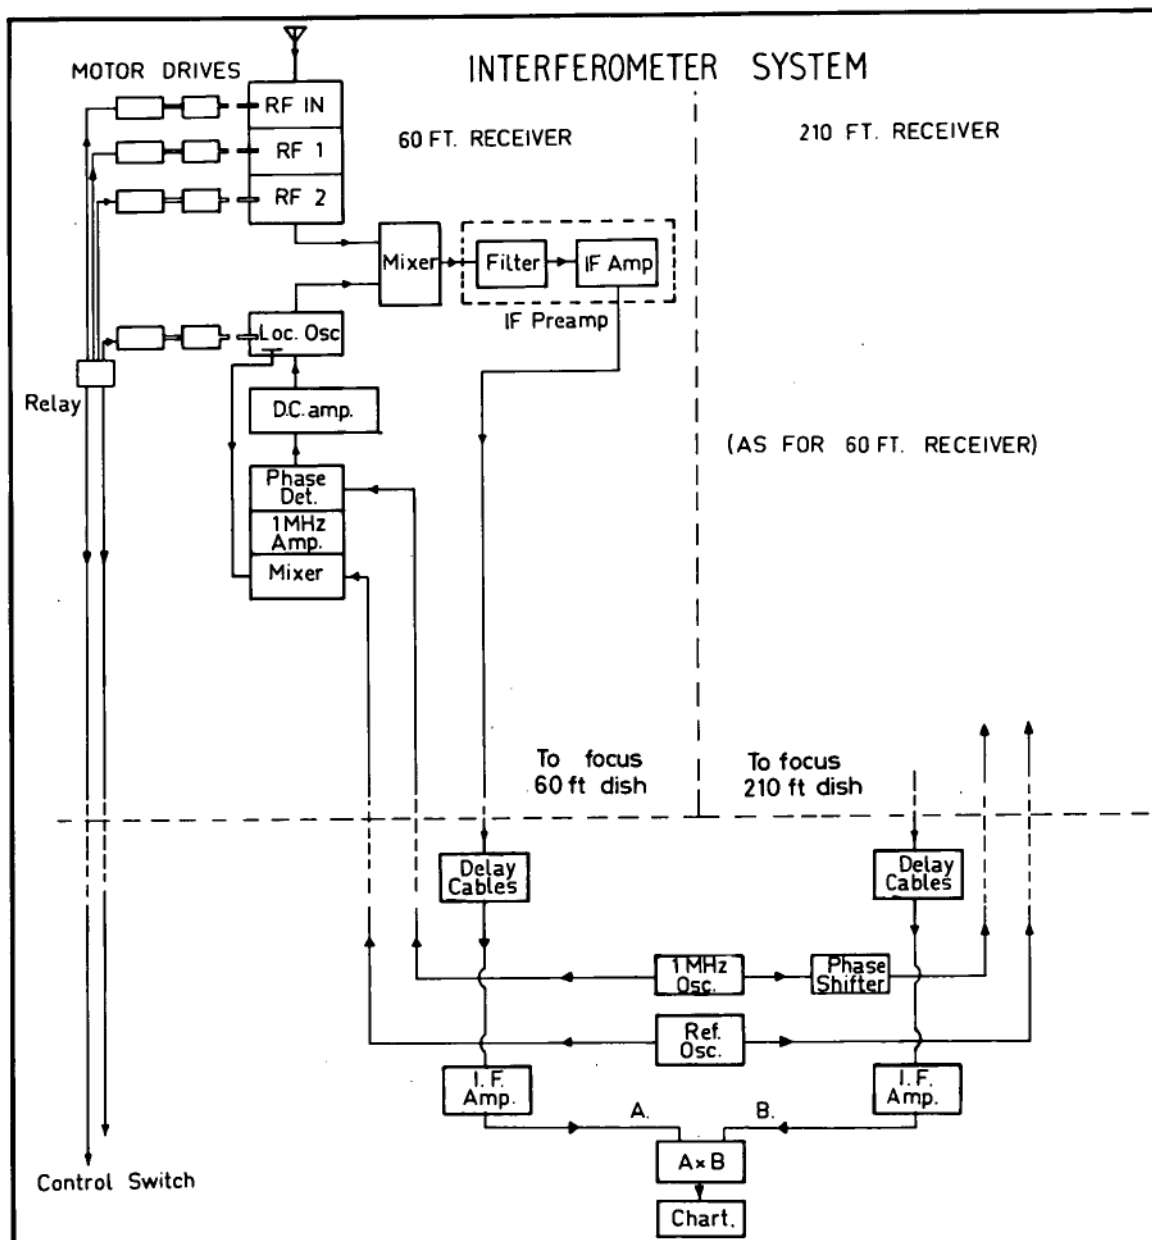 INTERFEROMETER SYSTEM
MOTOR DRIVES
RF IN
RF 1
RF 2
60 FT. RECEIVER
210 FT. RECEIVER
Mixer
Filter
IF Amp
IF Preamp
Loc. Osc
Relay
D.C. amp.
(AS FOR 60 FT. RECEIVER)
Phase
Det.
1MHz
Amp.
Mixer
To focus
60 ft dish
To focus
210 ft dish
Delay
Cables
Delay
Cables
1 MHz
Osc.
Phase
Shifter
Ref.
Osc.
I. F.
Amp.
I. F.
Amp.
A.
B.
A×B
Control Switch
Chart.